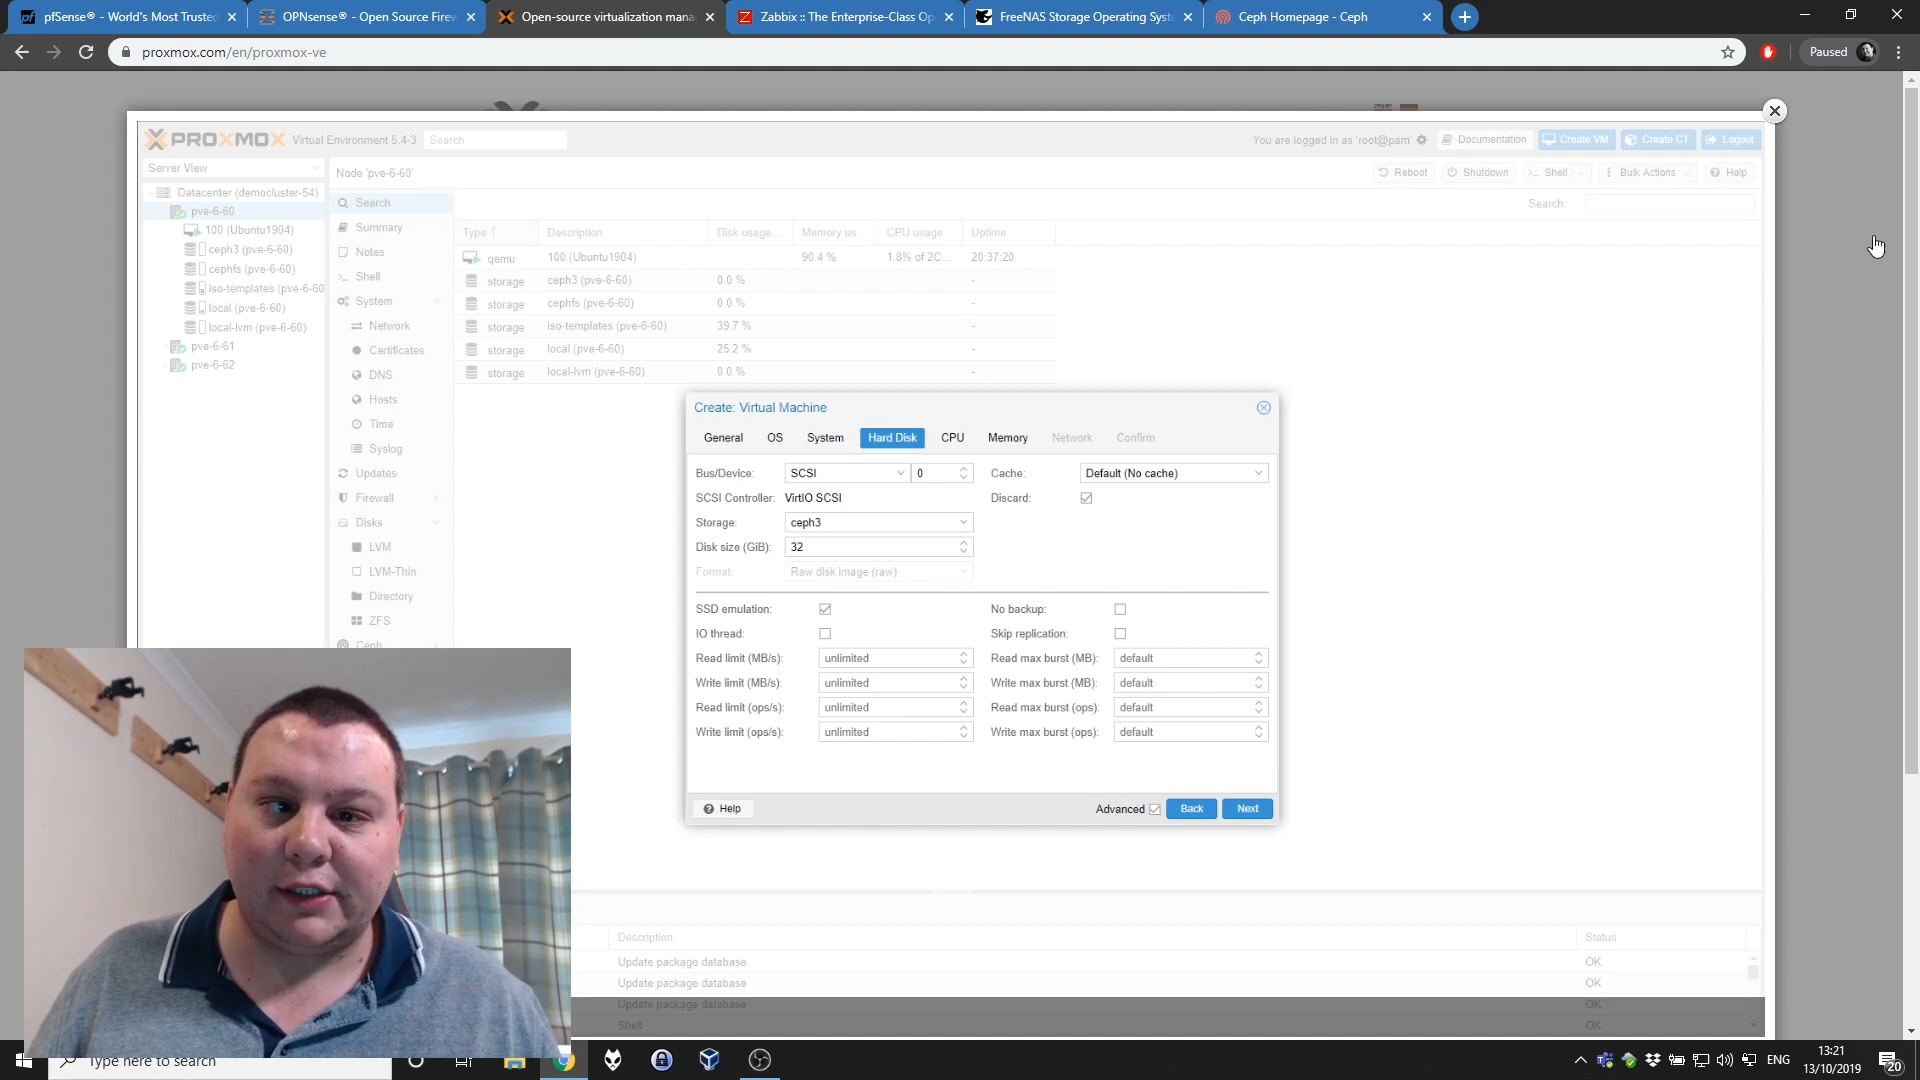 pfSense® - World's Most Trusted
OPNsense® - Open Source Firew
Open-source virtualization mana
Zabbix :: The Enterprise-Class Op
FreeNAS Storage Operating Syst
Ceph Homepage - Ceph
proxmox.com/en/proxmox-ve
Paused
PROXMOX Virtual Environment 5.4-3 Search
You are logged in as 'root@pam' Documentation Create VM Create CT Logout
Server View
Node 'pve-6-60'
Reboot Shutdown Shell Bulk Actions Help
Datacenter (democluster-54)
pve-6-60
100 (Ubuntu1904)
ceph3 (pve-6-60)
cephfs (pve-6-60)
iso-templates (pve-6-60
local (pve-6-60)
local-lvm (pve-6-60)
pve-6-61
pve-6-62
Search
Summary
Notes
Shell
System
Network
Certificates
DNS
Hosts
Time
Syslog
Updates
Firewall
Disks
LVM
LVM-Thin
Directory
ZFS
Ceph
Search:
Type ↑ Description Disk usage... Memory us... CPU usage Uptime
qemu 100 (Ubuntu1904) 90.4 % 1.8% of 2C... 20:37:20
storage ceph3 (pve-6-60) 0.0 % -
storage cephfs (pve-6-60) 0.0 % -
storage iso-templates (pve-6-60) 39.7 % -
storage local (pve-6-60) 25.2 % -
storage local-lvm (pve-6-60) 0.0 % -
Create: Virtual Machine
General OS System Hard Disk CPU Memory Network Confirm
Bus/Device: SCSI 0 Cache: Default (No cache)
SCSI Controller: VirtIO SCSI Discard:
Storage: ceph3
Disk size (GiB): 32
Format: Raw disk image (raw)
SSD emulation: No backup:
IO thread: Skip replication:
Read limit (MB/s): unlimited Read max burst (MB): default
Write limit (MB/s): unlimited Write max burst (MB): default
Read limit (ops/s): unlimited Read max burst (ops): default
Write limit (ops/s): unlimited Write max burst (ops): default
Help Advanced Back Next
Description Status
Update package database OK
Update package database OK
Update package database OK
Shell OK
Type here to search
ENG
13:21
13/10/2019
20